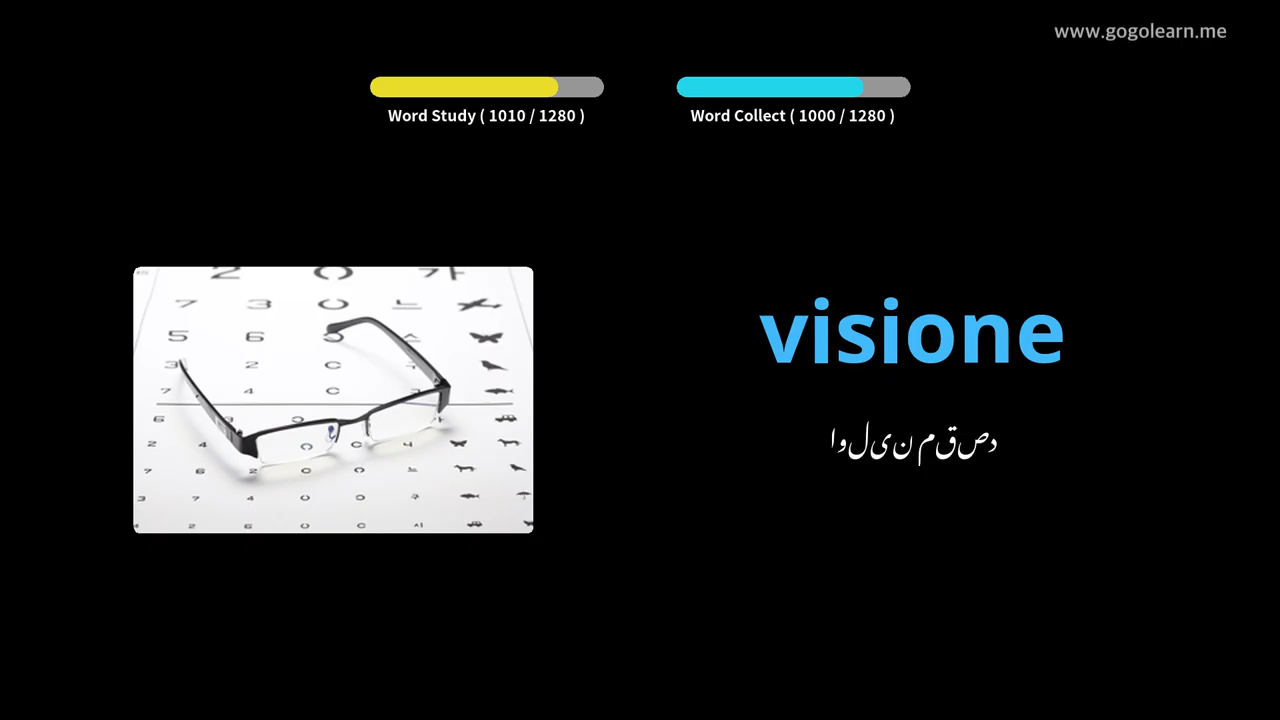 www.gogolearn.me
Word Study ( 1010 / 1280 )
Word Collect ( 1000 / 1280 )
visione
اولین مقصد